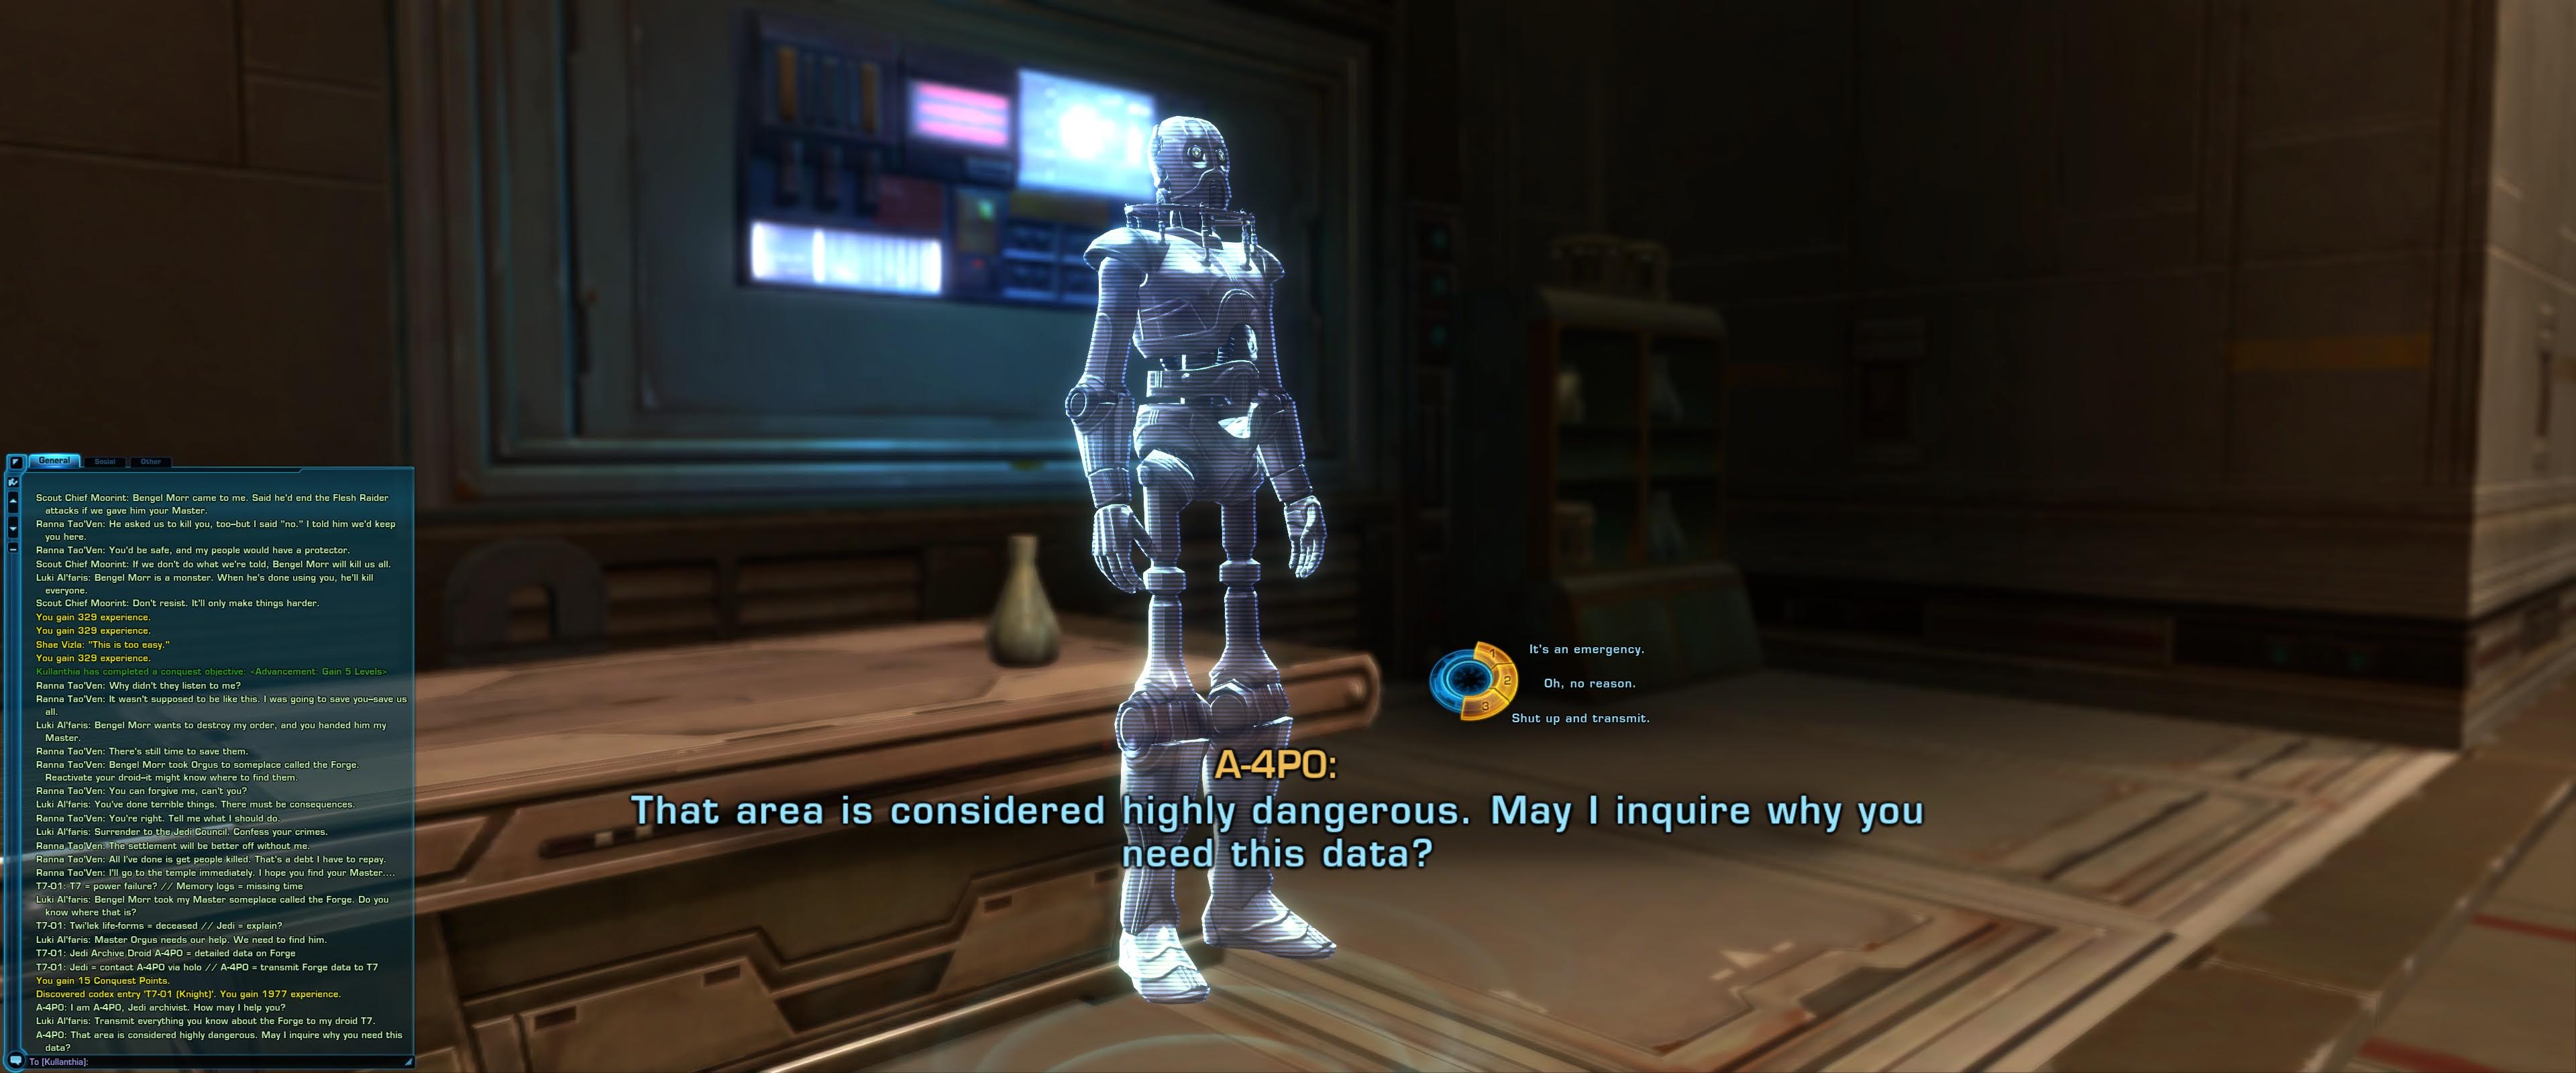 General Social Other
Scout Chief Moorint: Bengel Morr came to me. Said he'd end the Flesh Raider
attacks if we gave him your Master.
Ranna Tao'Ven: He asked us to kill you, too—but I said "no." I told him we'd keep
you here.
Ranna Tao'Ven: You'd be safe, and my people would have a protector.
Scout Chief Moorint: If we don't do what we're told, Bengel Morr will kill us all.
Luki Al'faris: Bengel Morr is a monster. When he's done using you, he'll kill
everyone.
Scout Chief Moorint: Don't resist. It'll only make things harder.
You gain 329 experience.
You gain 329 experience.
Shae Vizla: "This is too easy."
You gain 329 experience.
Kullanthia has completed a conquest objective: <Advancement: Gain 5 Levels>
Ranna Tao'Ven: Why didn't they listen to me?
Ranna Tao'Ven: It wasn't supposed to be like this. I was going to save you—save us
all.
Luki Al'faris: Bengel Morr wants to destroy my order, and you handed him my
Master.
Ranna Tao'Ven: There's still time to save them.
Ranna Tao'Ven: Bengel Morr took Orgus to someplace called the Forge.
Reactivate your droid—it might know where to find them.
Ranna Tao'Ven: You can forgive me, can't you?
Luki Al'faris: You've done terrible things. There must be consequences.
Ranna Tao'Ven: You're right. Tell me what I should do.
Luki Al'faris: Surrender to the Jedi Council. Confess your crimes.
Ranna Tao'Ven: The settlement will be better off without me.
Ranna Tao'Ven: All I've done is get people killed. That's a debt I have to repay.
Ranna Tao'Ven: I'll go to the temple immediately. I hope you find your Master....
T7-01: T7 = power failure? // Memory logs = missing time
Luki Al'faris: Bengel Morr took my Master someplace called the Forge. Do you
know where that is?
T7-01: Twi'lek life-forms = deceased // Jedi = explain?
Luki Al'faris: Master Orgus needs our help. We need to find him.
T7-01: Jedi Archive Droid A-4P0 = detailed data on Forge
T7-01: Jedi = contact A-4P0 via holo // A-4P0 = transmit Forge data to T7
You gain 15 Conquest Points.
Discovered codex entry 'T7-01 (Knight)'. You gain 1977 experience.
A-4P0: I am A-4P0, Jedi archivist. How may I help you?
Luki Al'faris: Transmit everything you know about the Forge to my droid T7.
A-4P0: That area is considered highly dangerous. May I inquire why you need this
data?
To [Kullanthia]:
1 It's an emergency.
2 Oh, no reason.
3 Shut up and transmit.
A-4P0:
That area is considered highly dangerous. May I inquire why you
need this data?